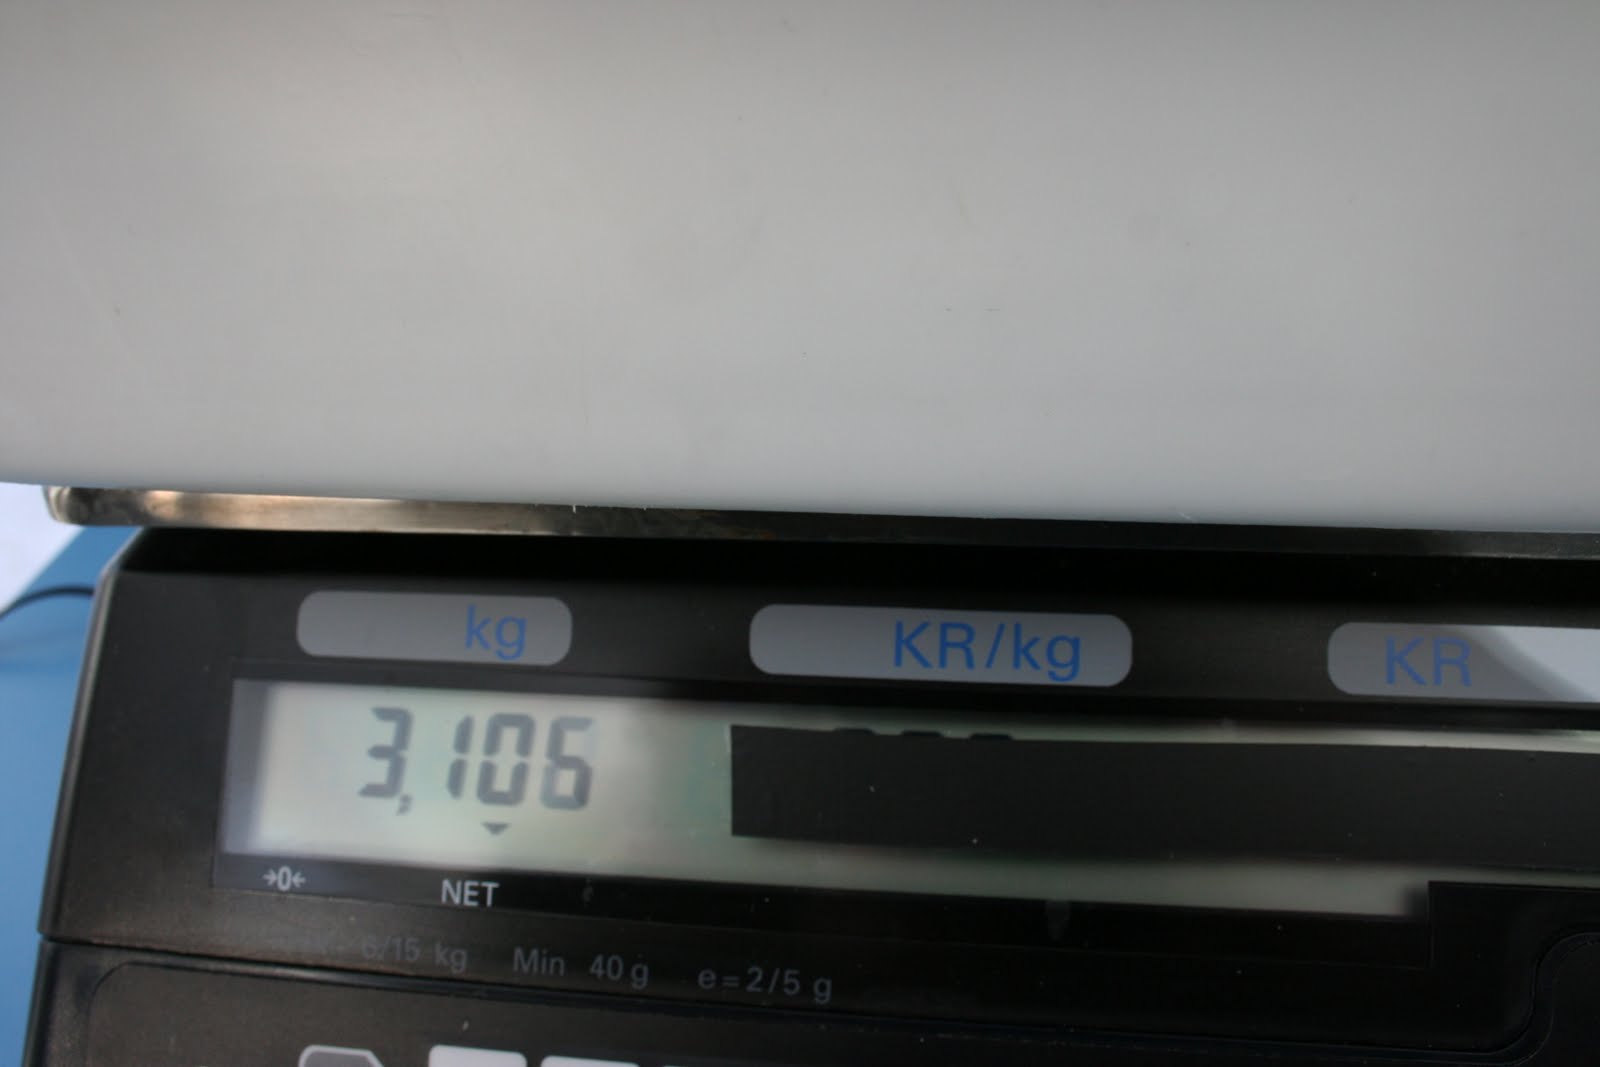 kg KR/kg KR
3,106
→0← NET
6/15 kg Min 40 g e=2/5 g